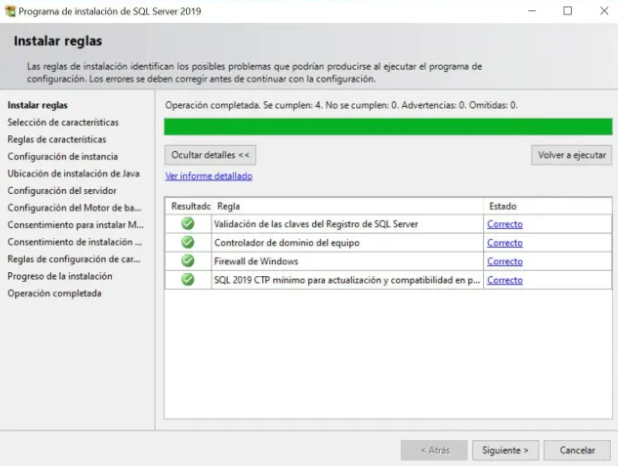 Programa de instalación de SQL Server 2019
Instalar reglas
Las reglas de instalación identifican los posibles problemas que podrían producirse al ejecutar el programa de
configuración. Los errores se deben corregir antes de continuar con la configuración.
Instalar reglas
Selección de características
Reglas de características
Configuración de instancia
Ubicación de instalación de Java
Configuración del servidor
Configuración del Motor de ba...
Consentimiento para instalar M...
Consentimiento de instalación ...
Reglas de configuración de car...
Progreso de la instalación
Operación completada
Operación completada. Se cumplen: 4. No se cumplen: 0. Advertencias: 0. Omitidas: 0.
Ocultar detalles <<
Volver a ejecutar
Ver informe detallado
Resultado Regla Estado
Validación de las claves del Registro de SQL Server Correcto
Controlador de dominio del equipo Correcto
Firewall de Windows Correcto
SQL 2019 CTP mínimo para actualización y compatibilidad en p... Correcto
< Atrás
Siguiente >
Cancelar